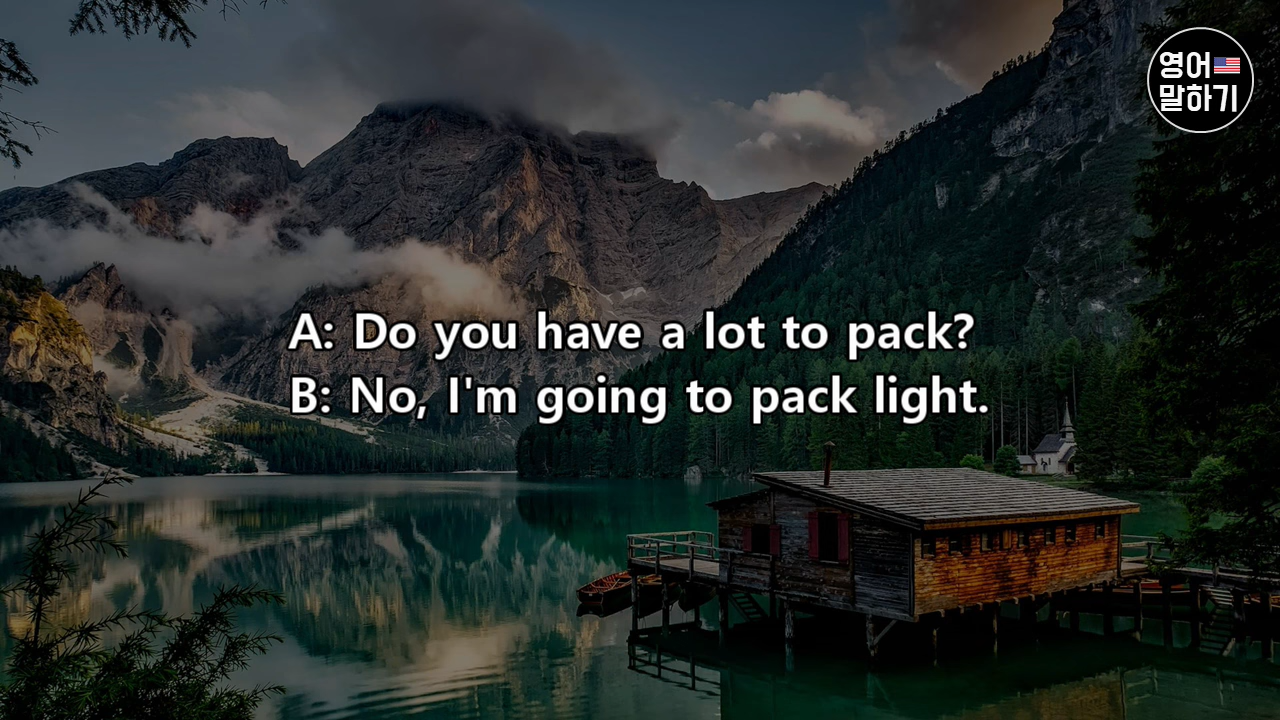 영어
말하기
A: Do you have a lot to pack?
B: No, I'm going to pack light.